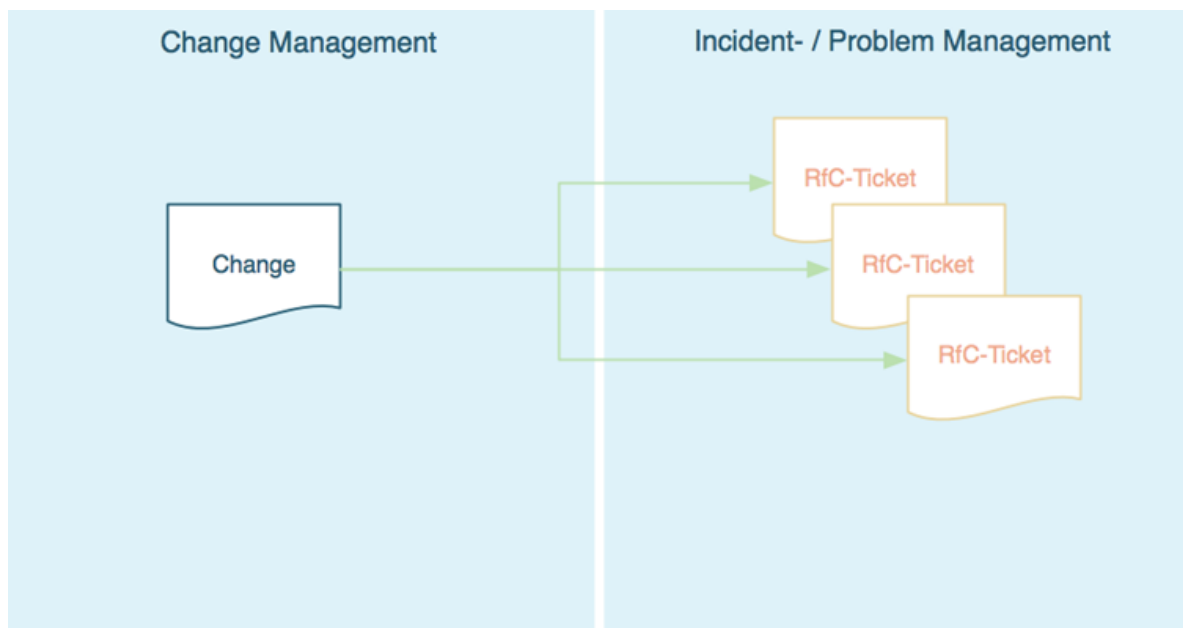 Change Management
Incident- / Problem Management
Change
RfC-Ticket
RfC-Ticket
RfC-Ticket